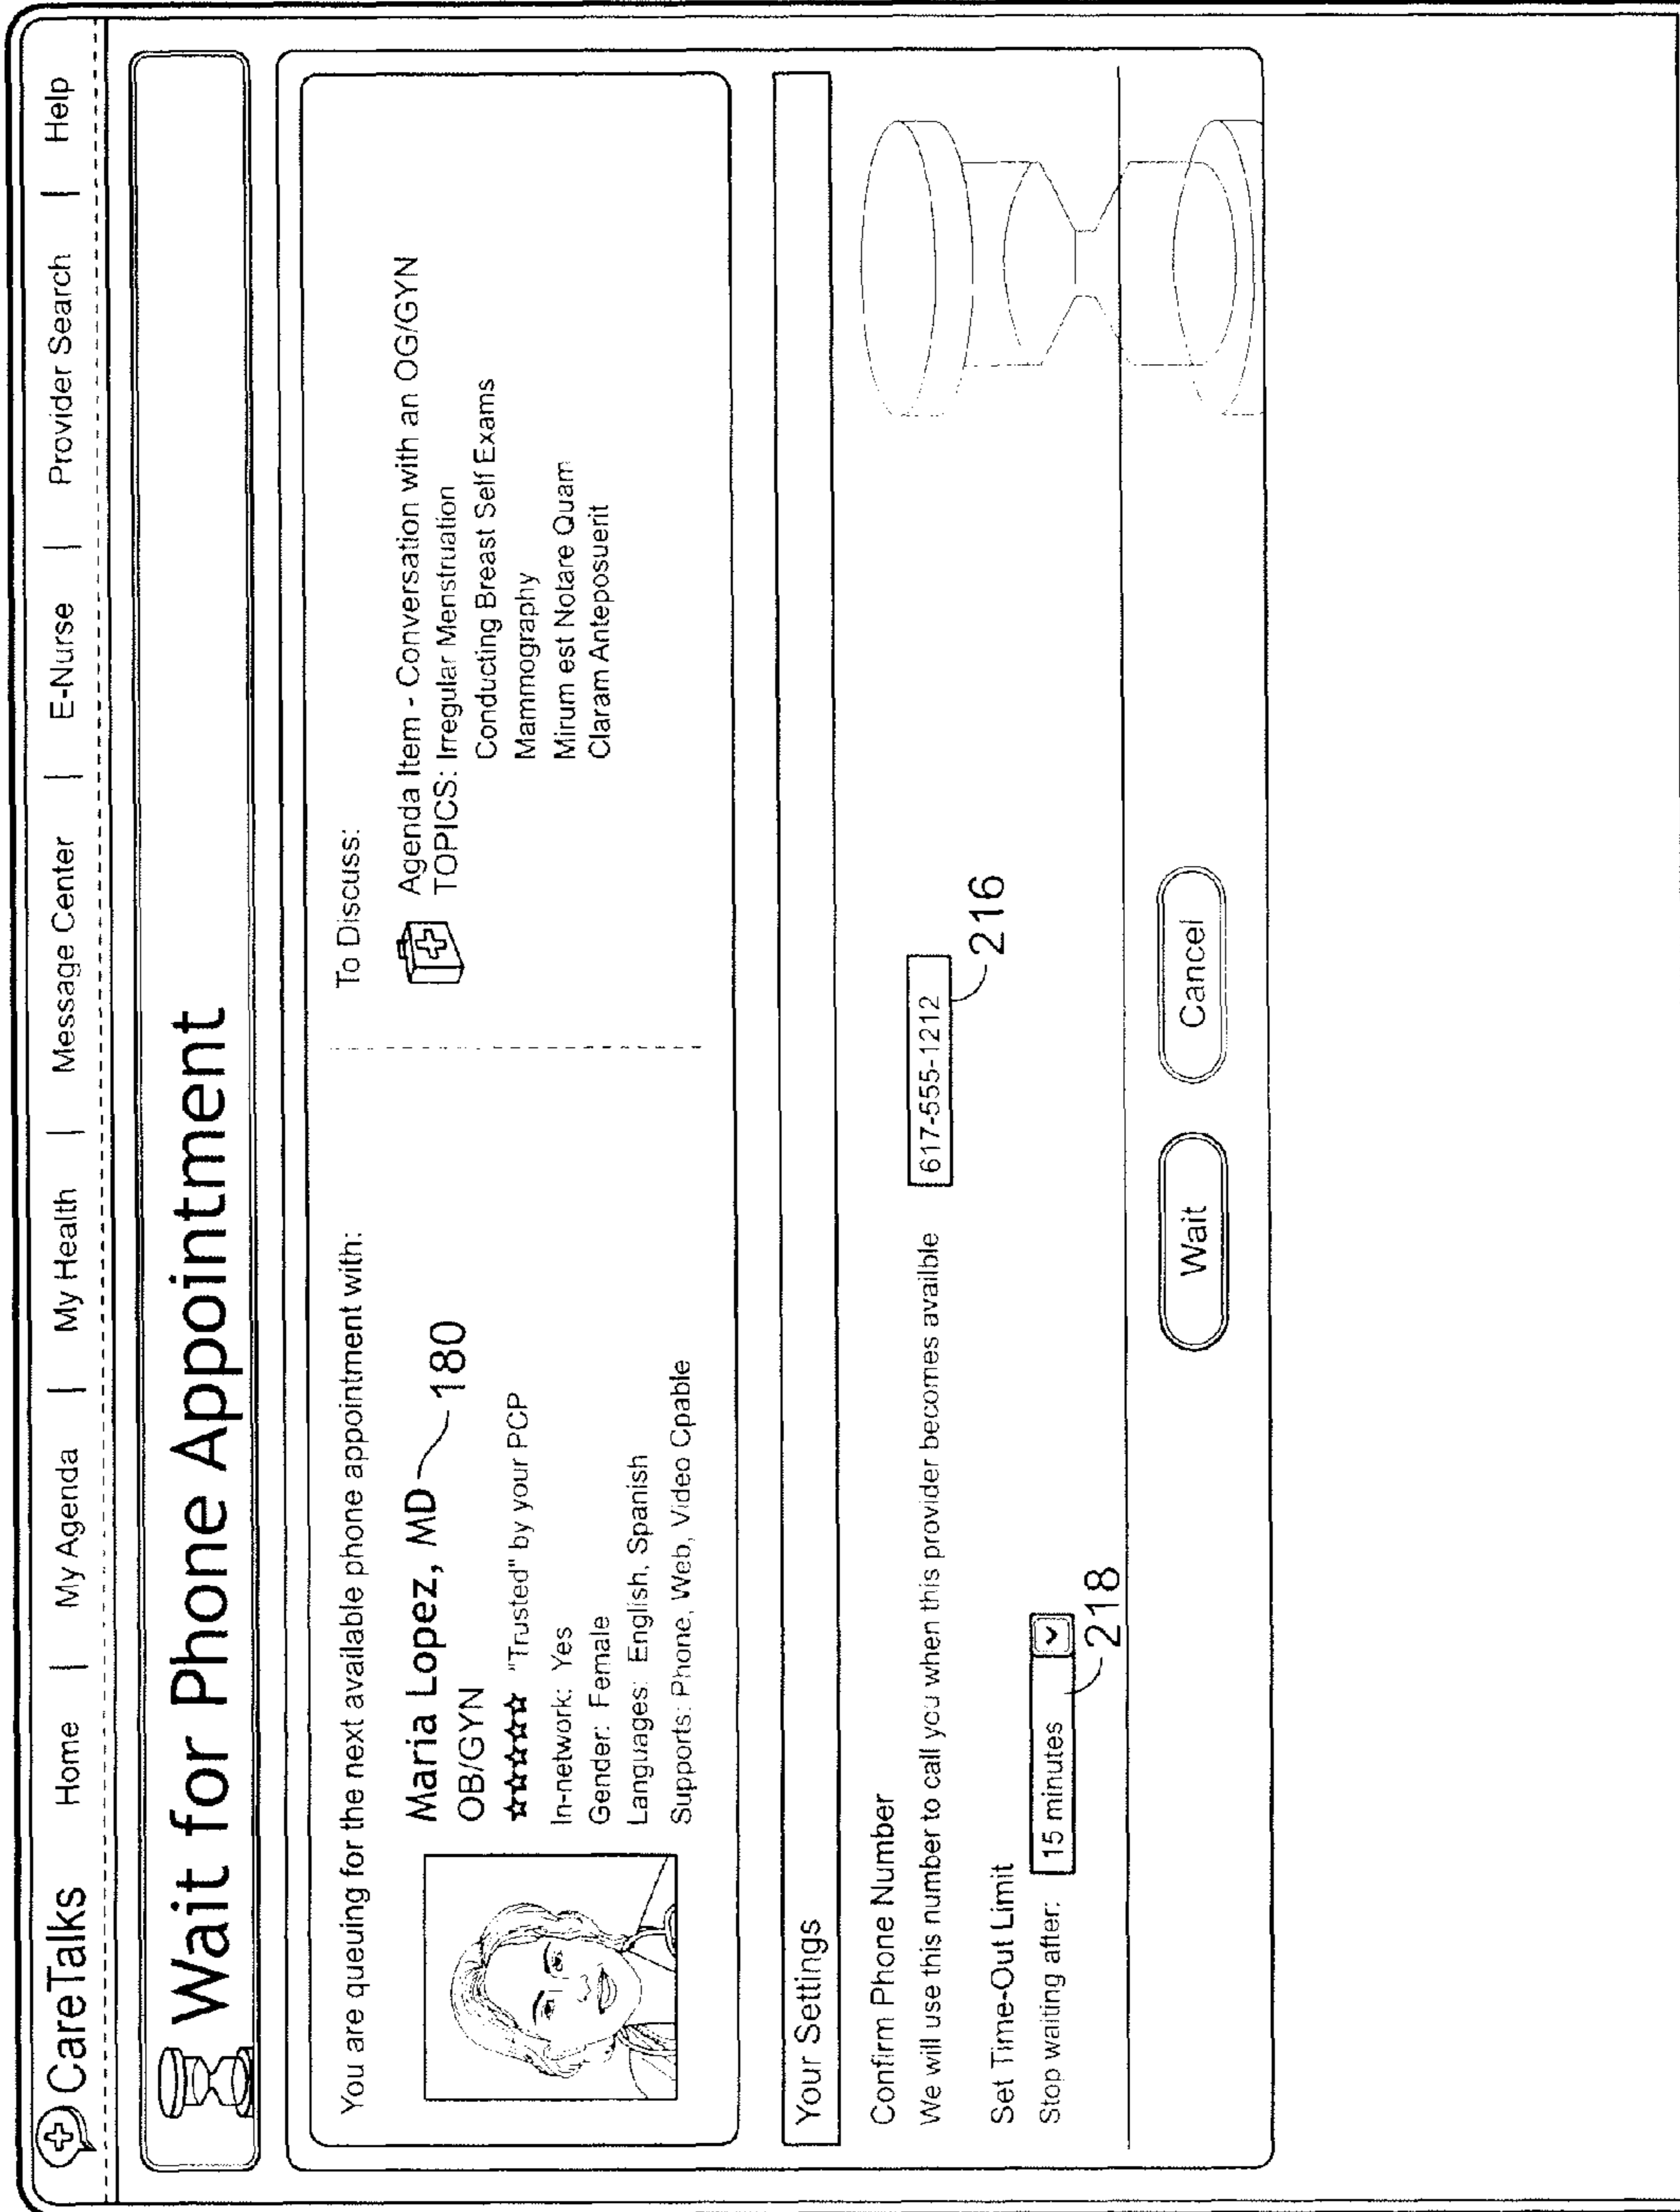 CareTalks Home | My Agenda | My Health | Message Center | E-Nurse | Provider Search | Help
Wait for Phone Appointment
You are queuing for the next available phone appointment with:
Maria Lopez, MD 180
OB/GYN
"Trusted" by your PCP
In-network: Yes
Gender: Female
Languages: English, Spanish
Supports: Phone, Web, Video Cpable
To Discuss:
Agenda Item - Conversation with an OG/GYN
TOPICS: Irregular Menstruation
Conducting Breast Self Exams
Mammography
Mirum est Notare Quam
Claram Anteposuerit
Your Settings
Confirm Phone Number
We will use this number to call you when this provider becomes availble 617-555-1212
216
Set Time-Out Limit
Stop waiting after: 15 minutes
218
Wait Cancel